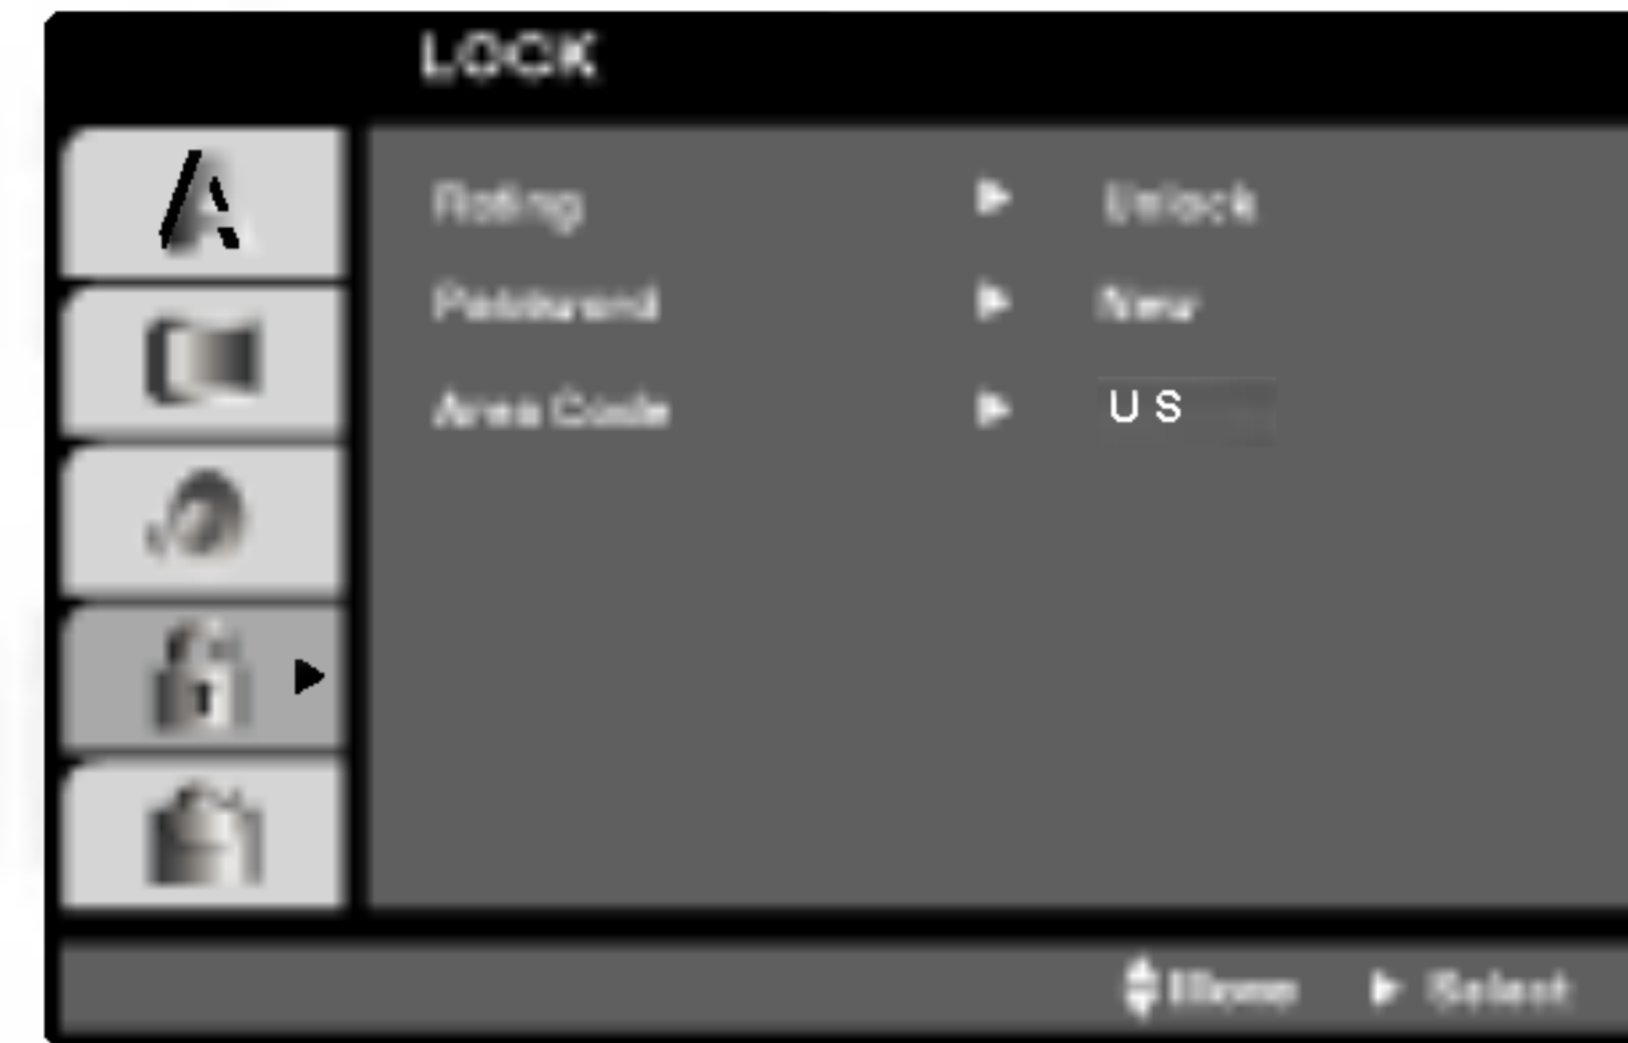 LOCK
Rating Unlock
Password New
Area Code U S
Move Select